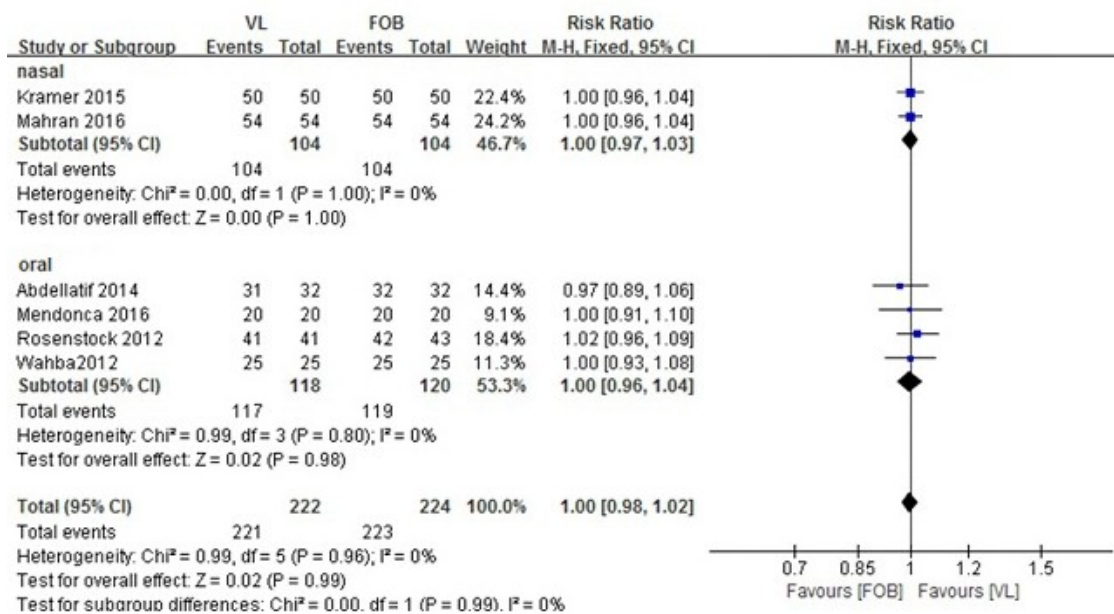 VL FOB Risk Ratio Risk Ratio
Study or Subgroup Events Total Events Total Weight M-H, Fixed, 95% CI M-H, Fixed, 95% CI
nasal
Kramer 2015 50 50 50 50 22.4% 1.00 [0.96, 1.04]
Mahran 2016 54 54 54 54 24.2% 1.00 [0.96, 1.04]
Subtotal (95% CI) 104 104 46.7% 1.00 [0.97, 1.03]
Total events 104 104
Heterogeneity: Chi² = 0.00, df = 1 (P = 1.00); I² = 0%
Test for overall effect: Z = 0.00 (P = 1.00)
oral
Abdellatif 2014 31 32 32 32 14.4% 0.97 [0.89, 1.06]
Mendonca 2016 20 20 20 20 9.1% 1.00 [0.91, 1.10]
Rosenstock 2012 41 41 42 43 18.4% 1.02 [0.96, 1.09]
Wahba2012 25 25 25 25 11.3% 1.00 [0.93, 1.08]
Subtotal (95% CI) 118 120 53.3% 1.00 [0.96, 1.04]
Total events 117 119
Heterogeneity: Chi² = 0.99, df = 3 (P = 0.80); I² = 0%
Test for overall effect: Z = 0.02 (P = 0.98)
Total (95% CI) 222 224 100.0% 1.00 [0.98, 1.02]
Total events 221 223
Heterogeneity: Chi² = 0.99, df = 5 (P = 0.96); I² = 0%
Test for overall effect: Z = 0.02 (P = 0.99)
Test for subgroup differences: Chi² = 0.00, df = 1 (P = 0.99), I² = 0%
0.7 0.85 1 1.2 1.5
Favours [FOB] Favours [VL]